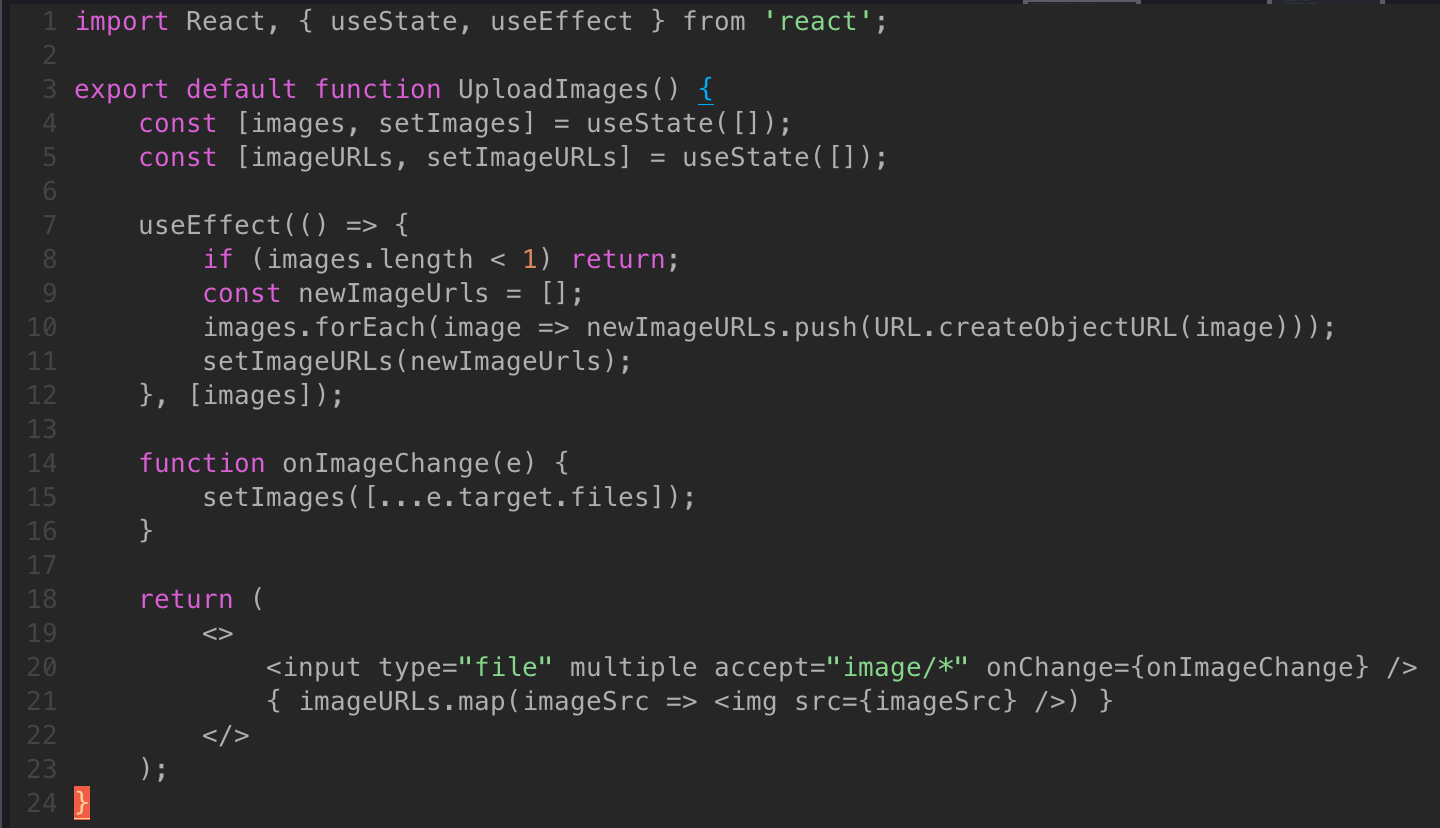 1 import React, { useState, useEffect } from 'react';
2
3 export default function UploadImages() {
4     const [images, setImages] = useState([]);
5     const [imageURLs, setImageURLs] = useState([]);
6
7     useEffect(() => {
8         if (images.length < 1) return;
9         const newImageUrls = [];
10         images.forEach(image => newImageURLs.push(URL.createObjectURL(image)));
11         setImageURLs(newImageUrls);
12     }, [images]);
13
14     function onImageChange(e) {
15         setImages([...e.target.files]);
16     }
17
18     return (
19         <>
20             <input type="file" multiple accept="image/*" onChange={onImageChange} />
21             { imageURLs.map(imageSrc => <img src={imageSrc} />) }
22         </>
23     );
24 }